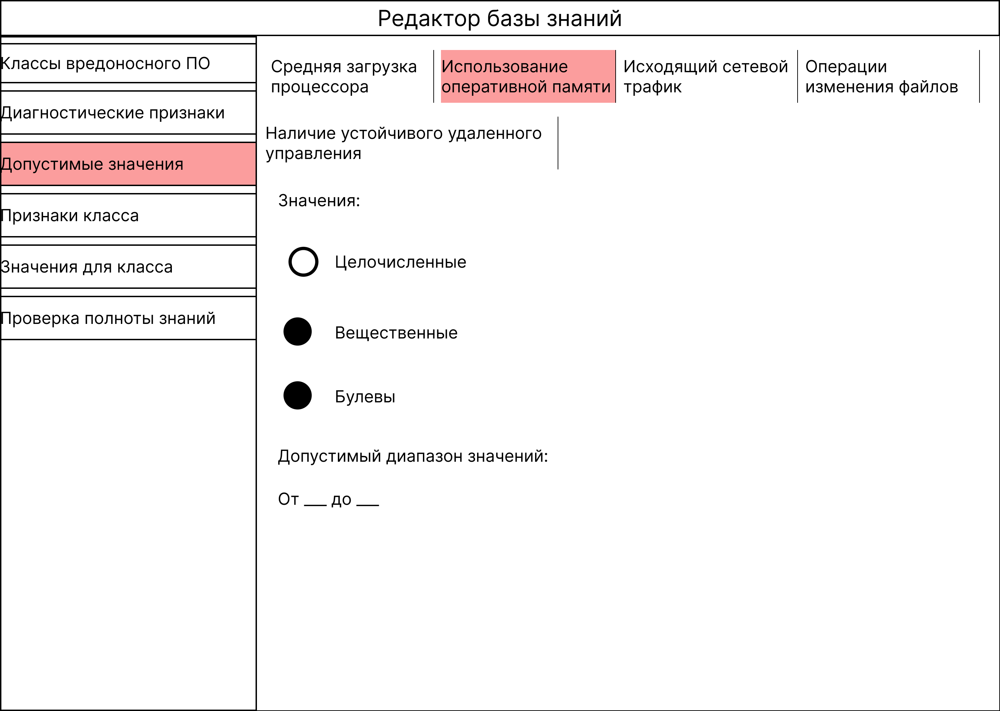 Редактор базы знаний
Классы вредоносного ПО
Диагностические признаки
Допустимые значения
Признаки класса
Значения для класса
Проверка полноты знаний
Средняя загрузка
процессора
Использование
оперативной памяти
Исходящий сетевой
трафик
Операции
изменения файлов
Наличие устойчивого удаленного
управления
Значения:
Целочисленные
Вещественные
Булевы
Допустимый диапазон значений:
От ___ до ___